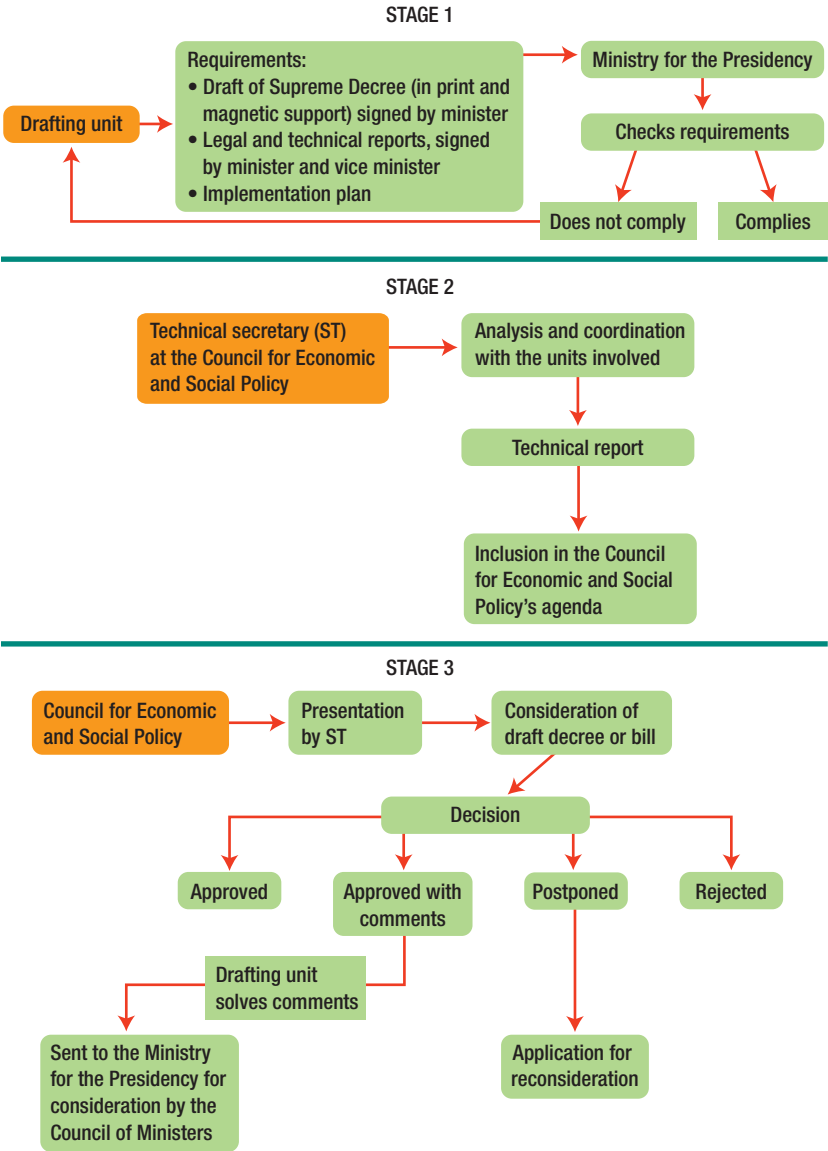 STAGE 1
Drafting unit
Requirements:
• Draft of Supreme Decree (in print and
magnetic support) signed by minister
• Legal and technical reports, signed
by minister and vice minister
• Implementation plan
Ministry for the Presidency
Checks requirements
Does not comply
Complies
STAGE 2
Technical secretary (ST)
at the Council for Economic
and Social Policy
Analysis and coordination
with the units involved
Technical report
Inclusion in the Council
for Economic and Social
Policy’s agenda
STAGE 3
Council for Economic
and Social Policy
Presentation
by ST
Consideration of
draft decree or bill
Decision
Approved
Approved with
comments
Postponed
Rejected
Drafting unit
solves comments
Sent to the Ministry
for the Presidency for
consideration by the
Council of Ministers
Application for
reconsideration